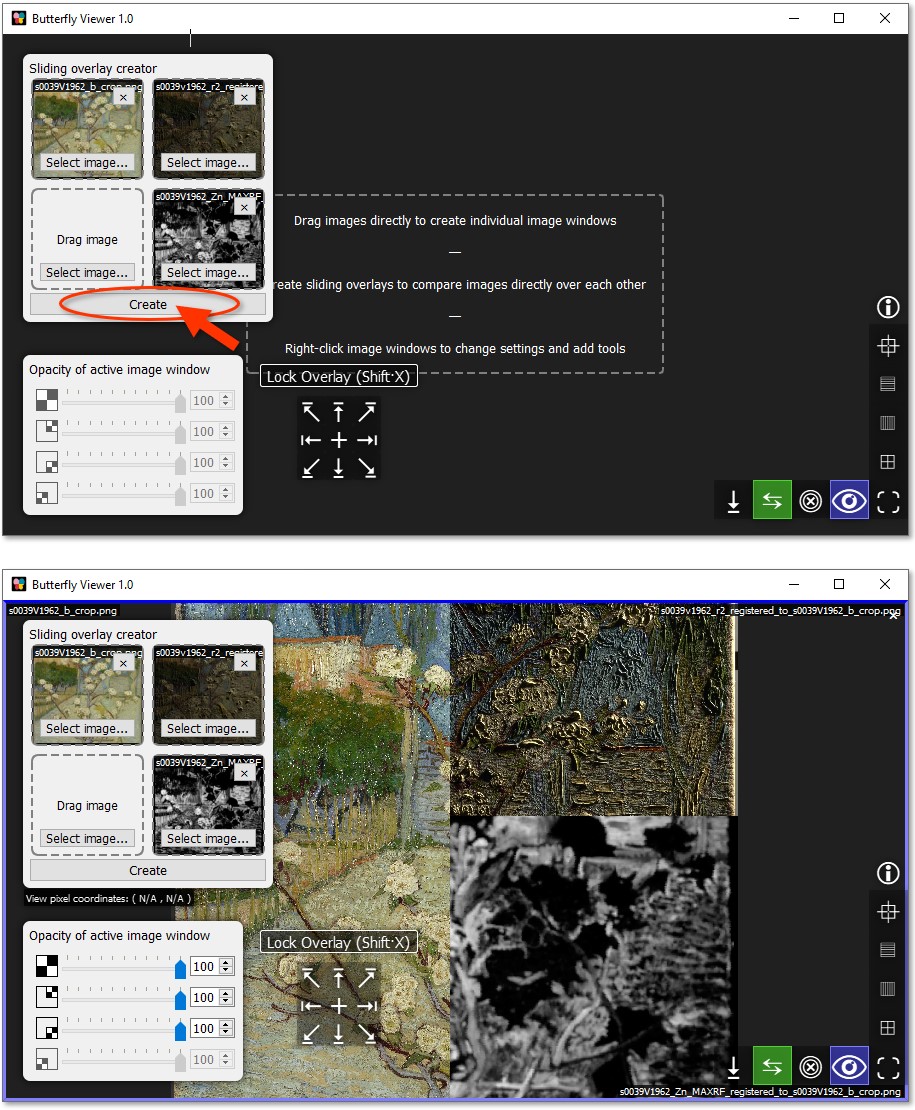 Butterfly Viewer 1.0
Sliding overlay creator
s0039V1962_b_crop.png
s0039v1962_r2_registere
Select image...
Select image...
s0039V1962_Zn_MAXRF_
Drag image
Select image...
Select image...
Create
Drag images directly to create individual image windows
—
reate sliding overlays to compare images directly over each other
—
Right-click image windows to change settings and add tools
Opacity of active image window
100
100
100
100
Lock Overlay (Shift·X)
Butterfly Viewer 1.0
s0039V1962_b_crop.png
s0039v1962_r2_registered_to_s0039V1962_b_crop.png
Sliding overlay creator
s0039V1962_b_crop.png
s0039v1962_r2_registere
Select image...
Select image...
s0039V1962_Zn_MAXRF_
Drag image
Select image...
Select image...
Create
View pixel coordinates: ( N/A , N/A )
Opacity of active image window
100
100
100
100
Lock Overlay (Shift·X)
s0039V1962_Zn_MAXRF_registered_to_s0039V1962_b_crop.png